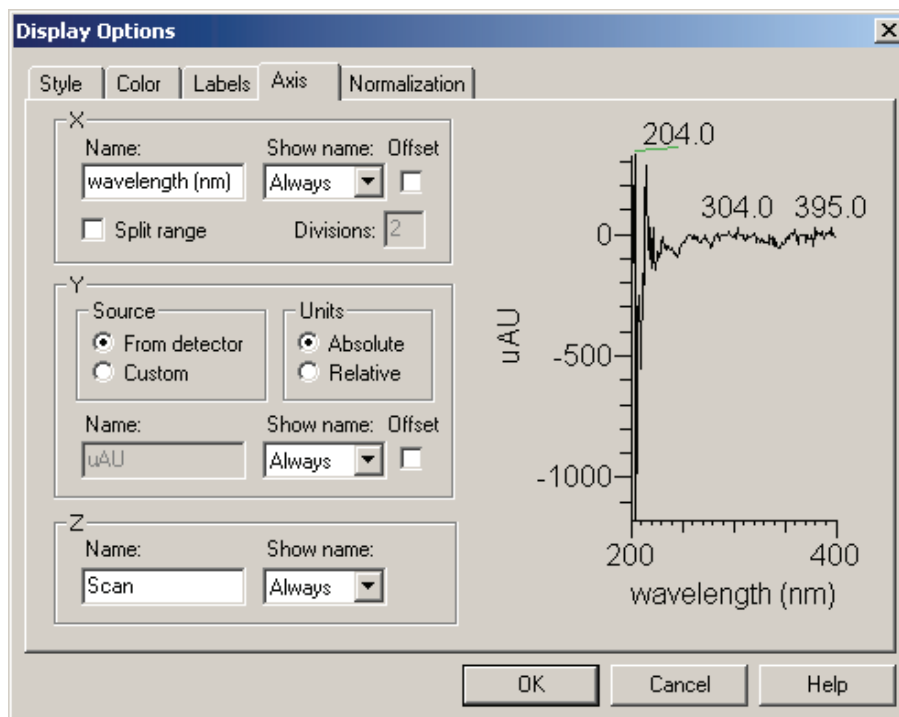 Display Options
Style Color Labels Axis Normalization
X
Name: Show name: Offset
wavelength (nm) Always
Split range Divisions: 2
Y
Source Units
From detector Absolute
Custom Relative
Name: Show name: Offset
uAU Always
Z
Name: Show name:
Scan Always
204.0
304.0 395.0
0
uAU
-500
-1000
200 400
wavelength (nm)
OK Cancel Help